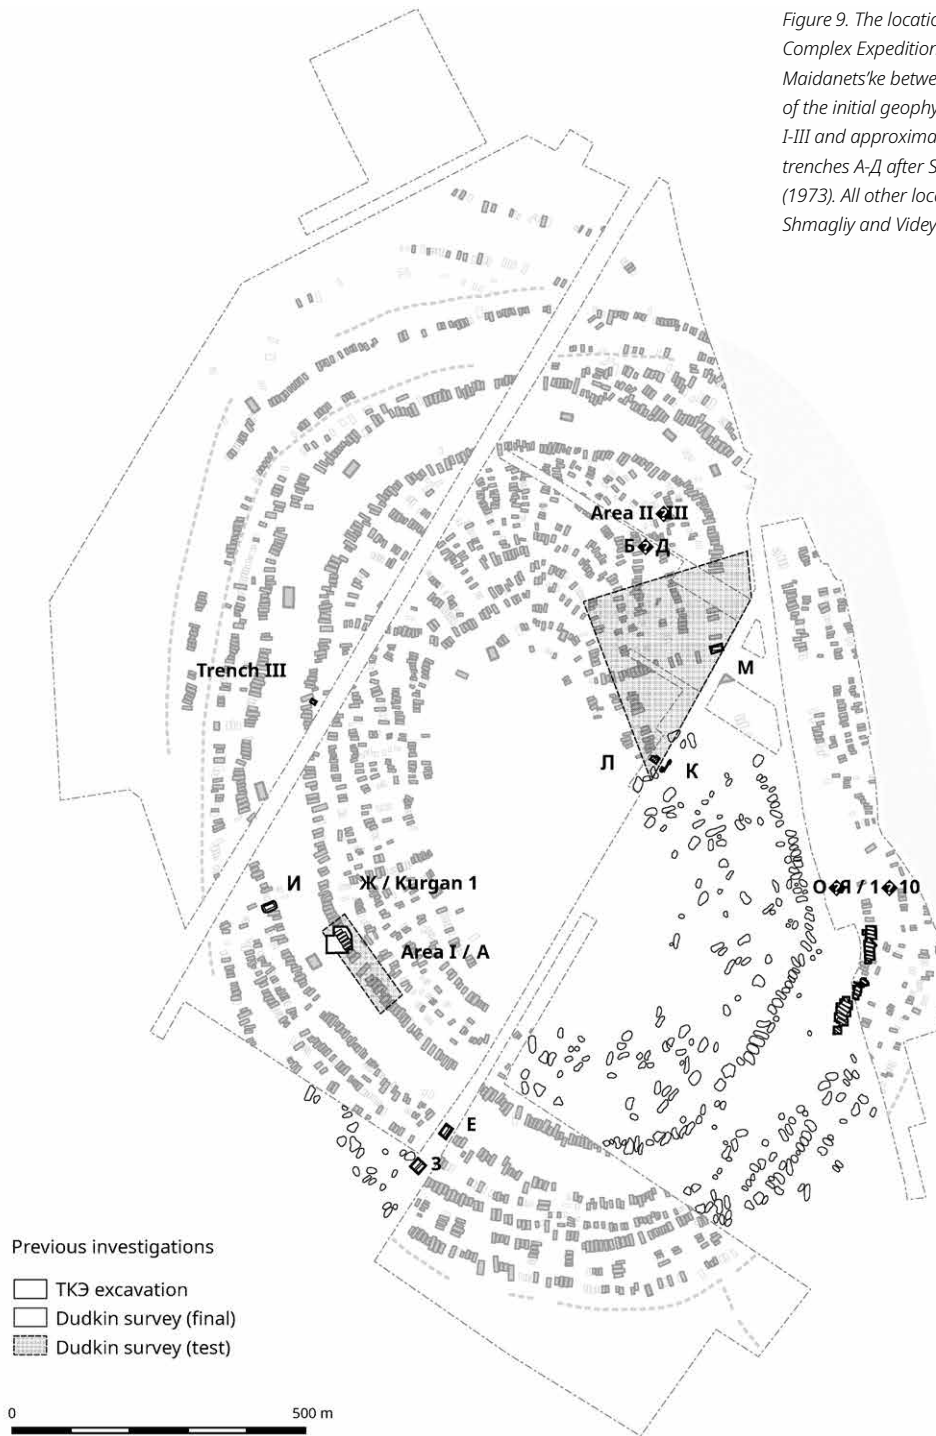 Figure 9. The locatio
Complex Expedition
Maidanets'ke betwe
of the initial geophy
I-III and approxima
trenches А-Д after S
(1973). All other loc
Shmagliy and Videy
Area II�III
Б�Д
Trench III
М
Л
К
И
Ж / Kurgan 1
О�Я / 1�10
Area I / A
Е
З
Previous investigations
ТКЭ excavation
Dudkin survey (final)
Dudkin survey (test)
0 500 m